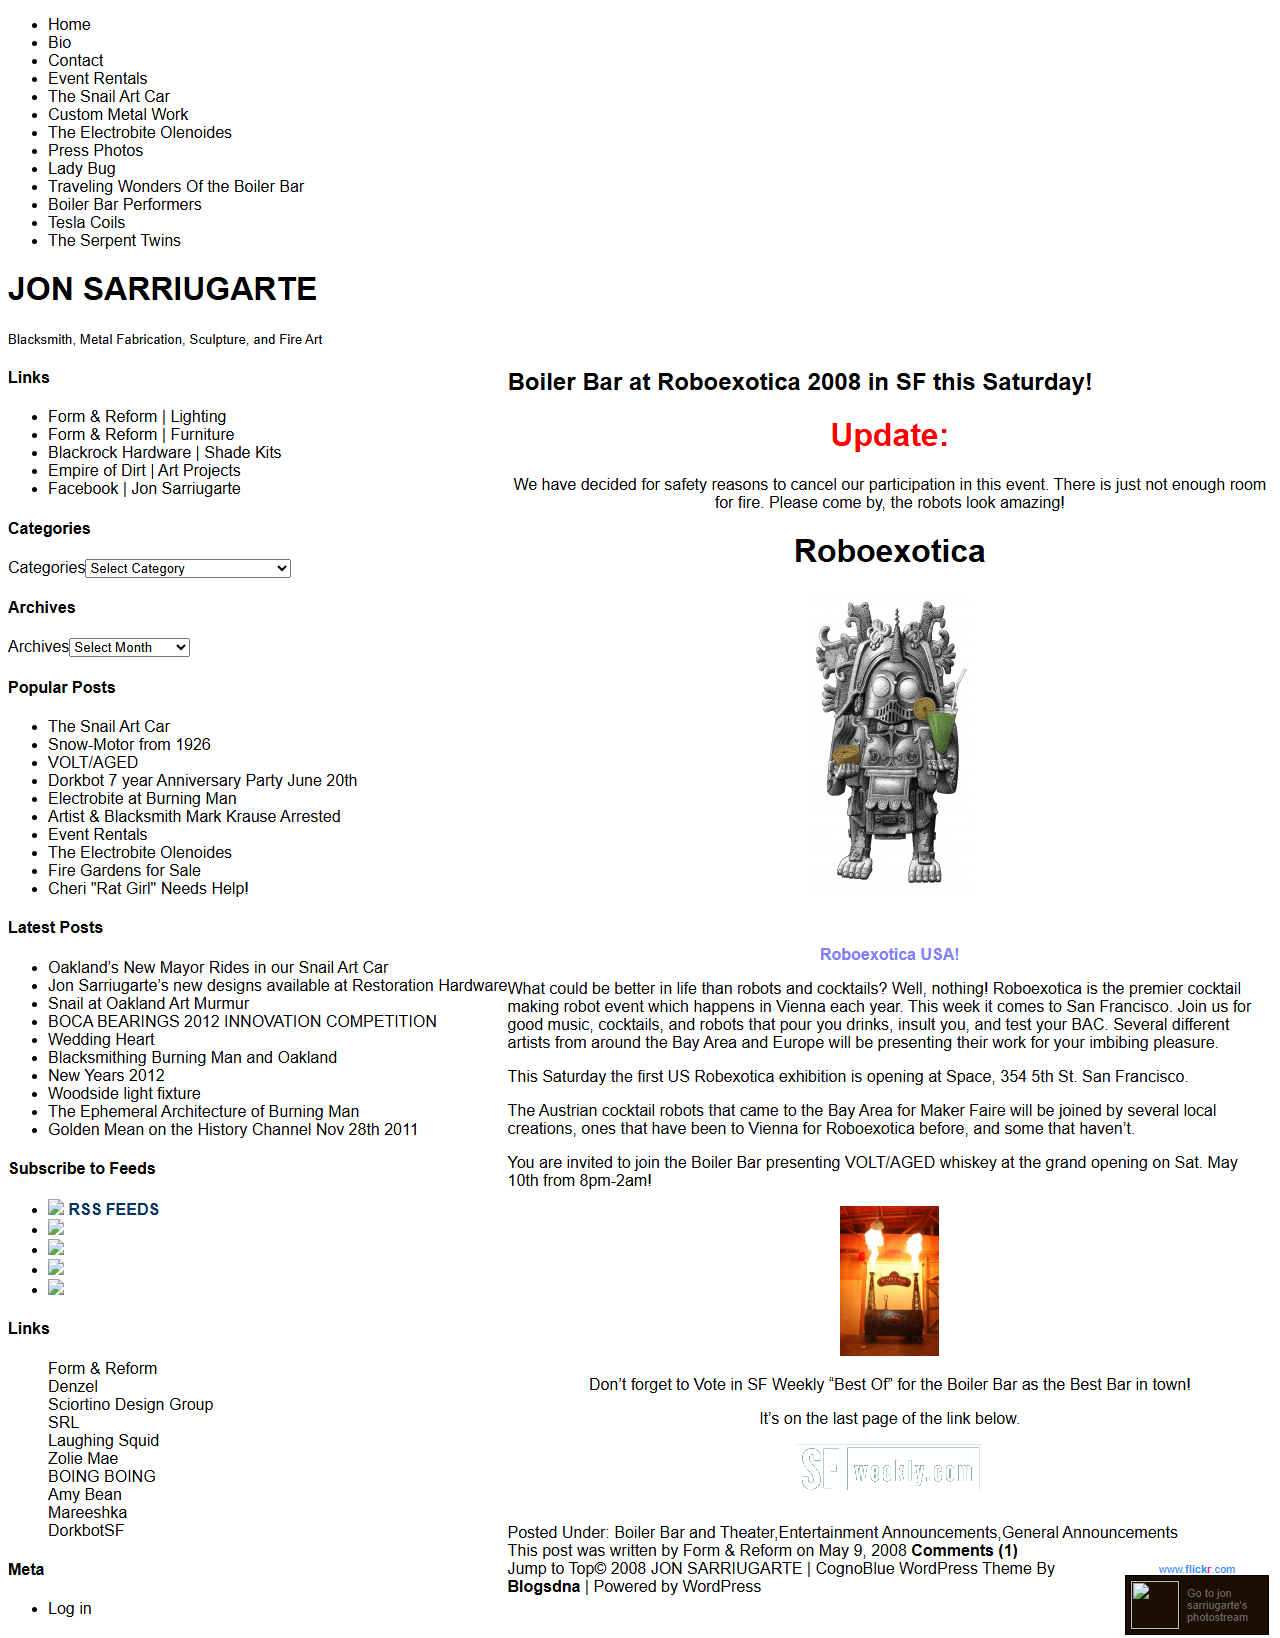 Home
Bio
Contact
Event Rentals
The Snail Art Car
Custom Metal Work
The Electrobite Olenoides
Press Photos
Lady Bug
Traveling Wonders Of the Boiler Bar
Boiler Bar Performers
Tesla Coils
The Serpent Twins
JON SARRIUGARTE
Blacksmith, Metal Fabrication, Sculpture, and Fire Art
Links
Form & Reform | Lighting
Form & Reform | Furniture
Blackrock Hardware | Shade Kits
Empire of Dirt | Art Projects
Facebook | Jon Sarriugarte
Categories
Categories Select Category
Archives
Archives Select Month
Popular Posts
The Snail Art Car
Snow-Motor from 1926
VOLT/AGED
Dorkbot 7 year Anniversary Party June 20th
Electrobite at Burning Man
Artist & Blacksmith Mark Krause Arrested
Event Rentals
The Electrobite Olenoides
Fire Gardens for Sale
Cheri "Rat Girl" Needs Help!
Latest Posts
Oakland’s New Mayor Rides in our Snail Art Car
Jon Sarriugarte’s new designs available at Restoration Hardware
Snail at Oakland Art Murmur
BOCA BEARINGS 2012 INNOVATION COMPETITION
Wedding Heart
Blacksmithing Burning Man and Oakland
New Years 2012
Woodside light fixture
The Ephemeral Architecture of Burning Man
Golden Mean on the History Channel Nov 28th 2011
Subscribe to Feeds
RSS FEEDS
Links
Form & Reform
Denzel
Sciortino Design Group
SRL
Laughing Squid
Zolie Mae
BOING BOING
Amy Bean
Mareeshka
DorkbotSF
Meta
Log in
Boiler Bar at Roboexotica 2008 in SF this Saturday!
Update:
We have decided for safety reasons to cancel our participation in this event. There is just not enough room
for fire. Please come by, the robots look amazing!
Roboexotica
Roboexotica USA!
What could be better in life than robots and cocktails? Well, nothing! Roboexotica is the premier cocktail
making robot event which happens in Vienna each year. This week it comes to San Francisco. Join us for
good music, cocktails, and robots that pour you drinks, insult you, and test your BAC. Several different
artists from around the Bay Area and Europe will be presenting their work for your imbibing pleasure.
This Saturday the first US Robexotica exhibition is opening at Space, 354 5th St. San Francisco.
The Austrian cocktail robots that came to the Bay Area for Maker Faire will be joined by several local
creations, ones that have been to Vienna for Roboexotica before, and some that haven’t.
You are invited to join the Boiler Bar presenting VOLT/AGED whiskey at the grand opening on Sat. May
10th from 8pm-2am!
Don’t forget to Vote in SF Weekly “Best Of” for the Boiler Bar as the Best Bar in town!
It’s on the last page of the link below.
SF weekly.com
Posted Under: Boiler Bar and Theater,Entertainment Announcements,General Announcements
This post was written by Form & Reform on May 9, 2008 Comments (1)
Jump to Top© 2008 JON SARRIUGARTE | CognoBlue WordPress Theme By
Blogsdna | Powered by WordPress
www.flickr.com
Go to jon
sarriugarte's
photostream